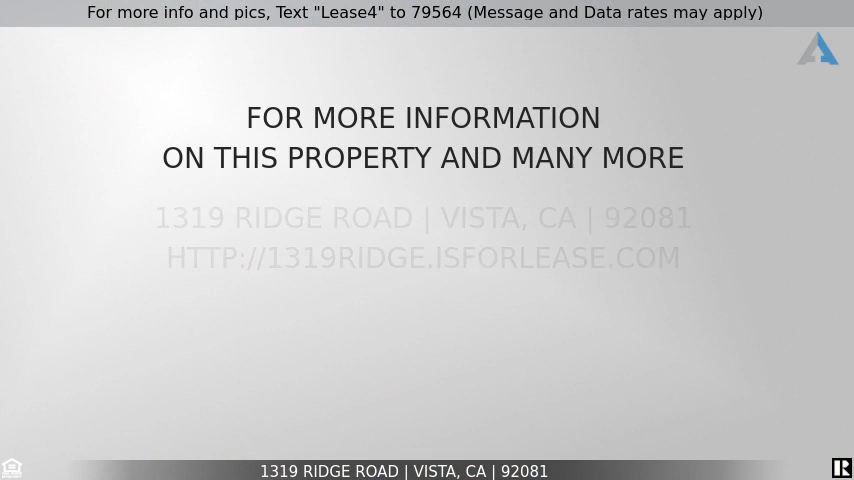 For more info and pics, Text "Lease4" to 79564 (Message and Data rates may apply)
FOR MORE INFORMATION
ON THIS PROPERTY AND MANY MORE
1319 RIDGE ROAD | VISTA, CA | 92081
HTTP://1319RIDGE.ISFORLEASE.COM
1319 RIDGE ROAD | VISTA, CA | 92081